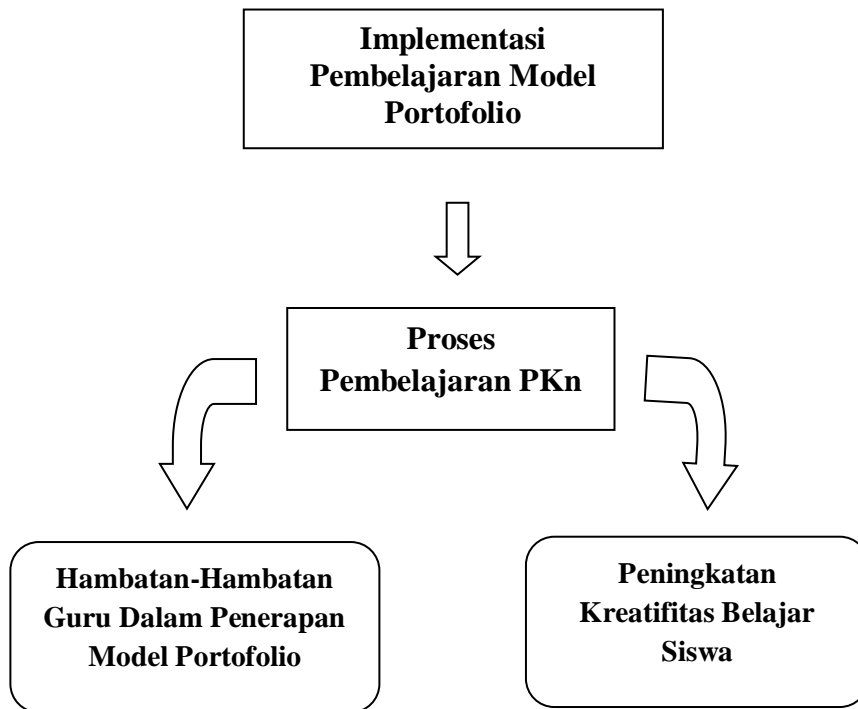 Implementasi
Pembelajaran Model
Portofolio
Proses
Pembelajaran PKn
Hambatan-Hambatan
Guru Dalam Penerapan
Model Portofolio
Peningkatan
Kreatifitas Belajar
Siswa